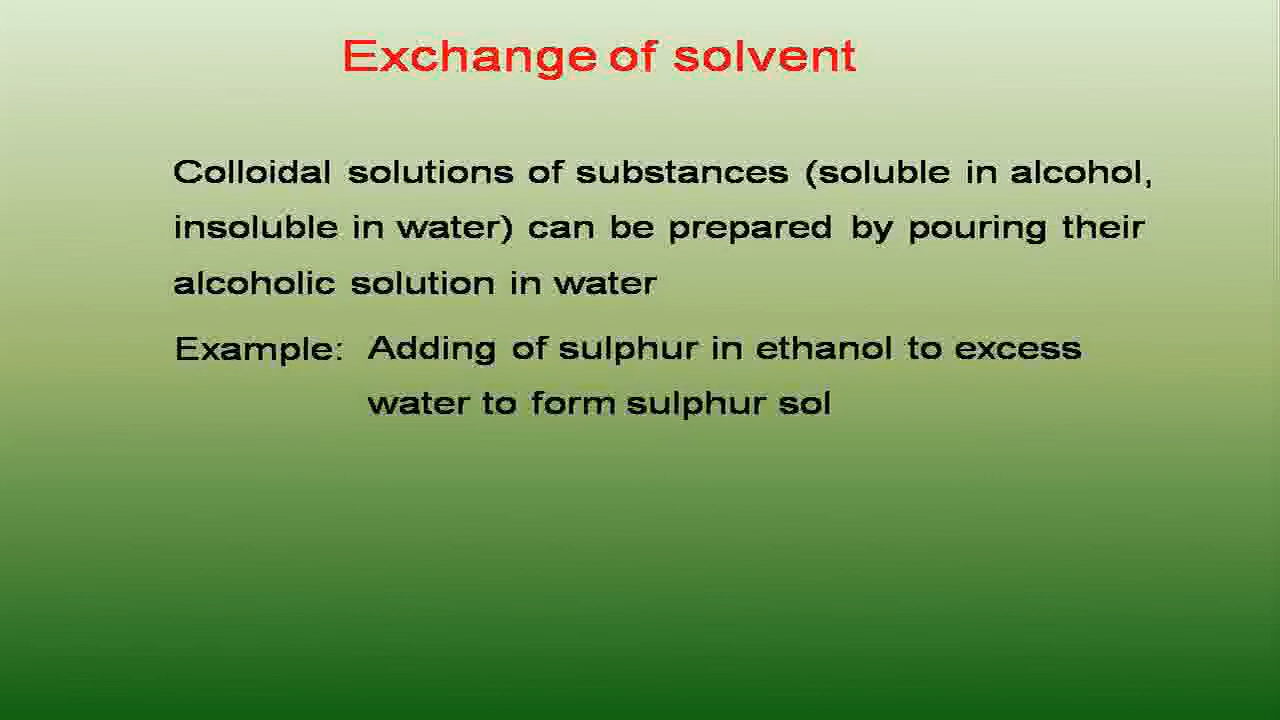 Exchange of solvent
Colloidal solutions of substances (soluble in alcohol,
insoluble in water) can be prepared by pouring their
alcoholic solution in water
Example: Adding of sulphur in ethanol to excess
water to form sulphur sol